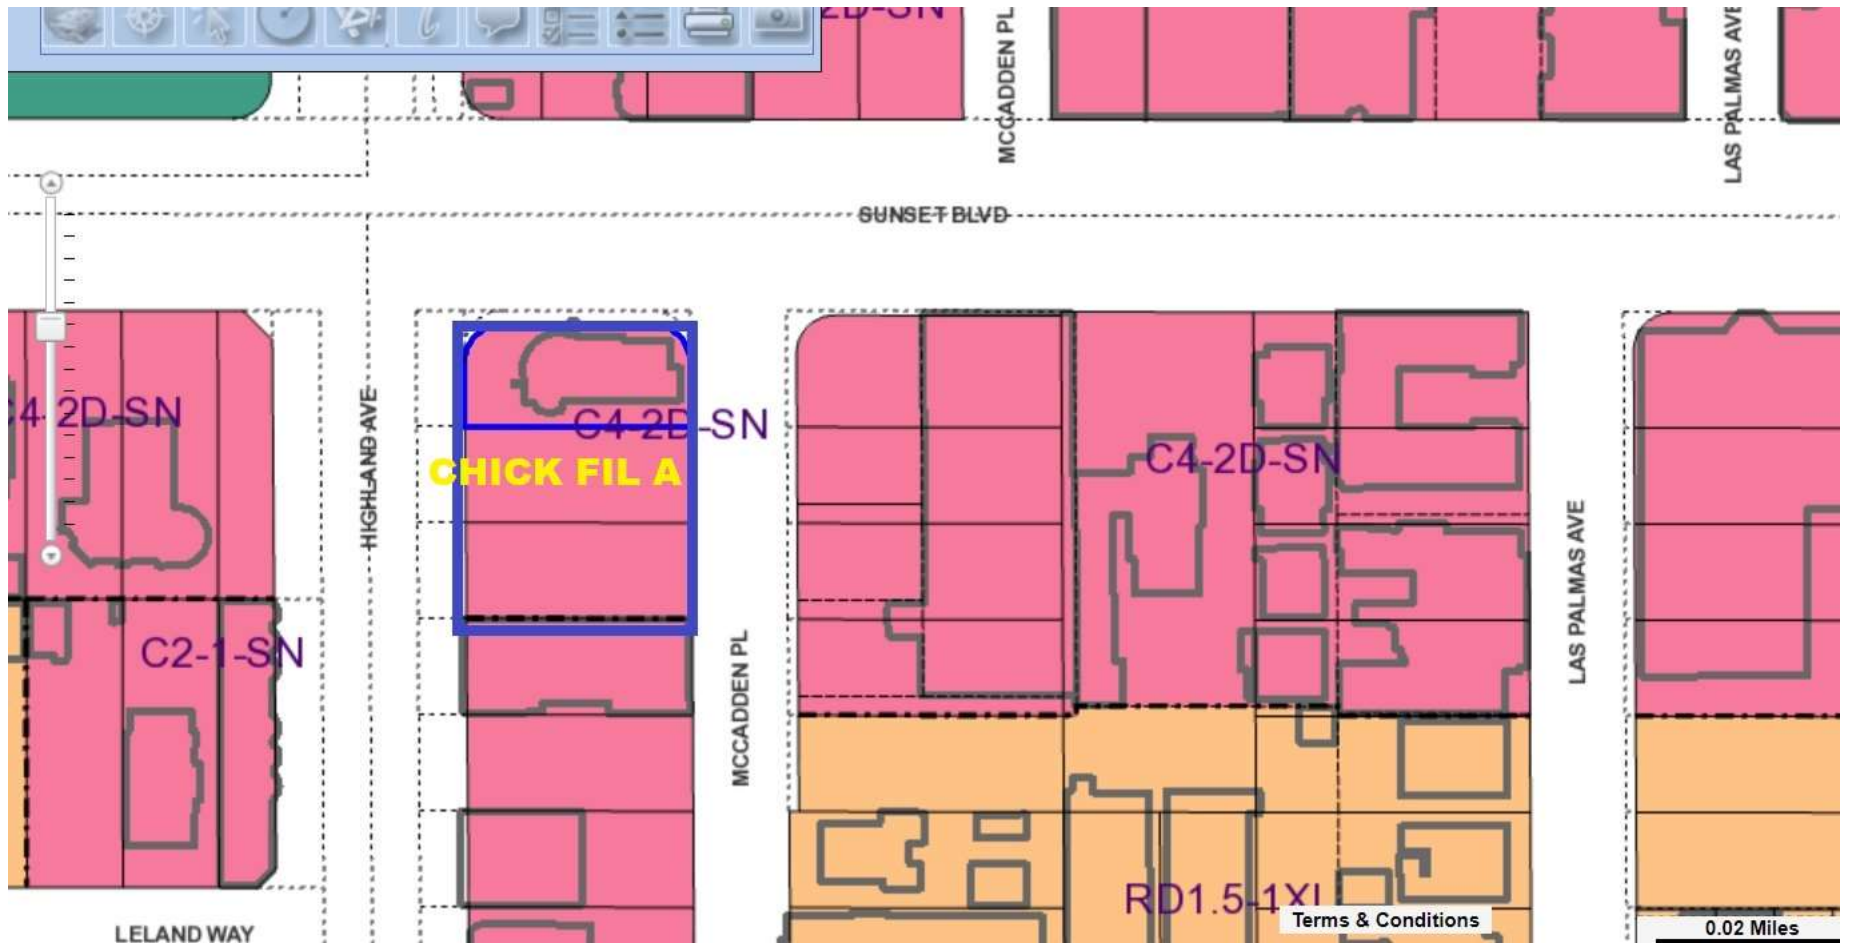 2D-SN
MCCADDEN PL
LAS PALMAS AVE
SUNSET BLVD
C4-2D-SN
HIGHLAND AVE
C4-2D-SN
CHICK FIL A
C4-2D-SN
LAS PALMAS AVE
C2-1-SN
MCCADDEN PL
RD1.5-1XL
Terms & Conditions
LELAND WAY
0.02 Miles